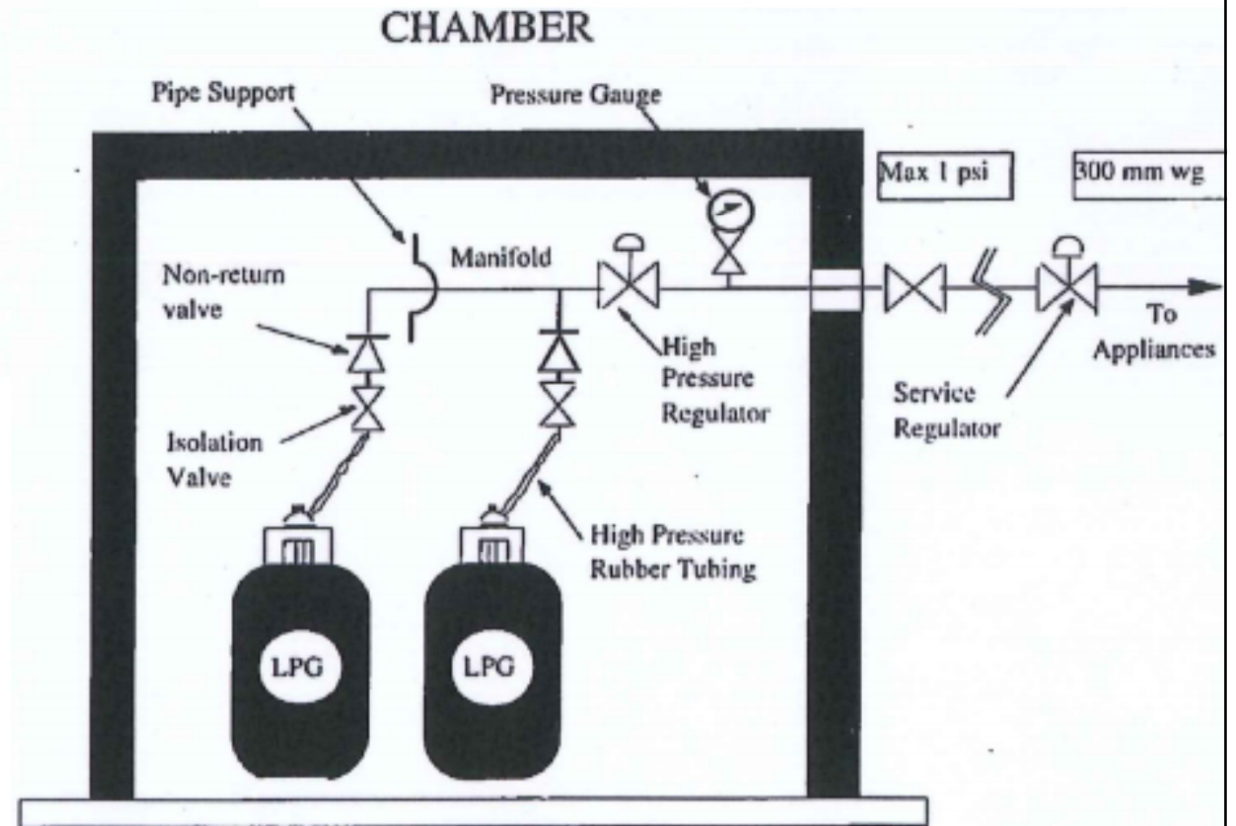 CHAMBER
Pipe Support
Pressure Gauge
Max 1 psi
300 mm wg
Manifold
Non-return
valve
High
Pressure
Regulator
To
Appliances
Service
Regulator
Isolation
Valve
High Pressure
Rubber Tubing
LPG
LPG